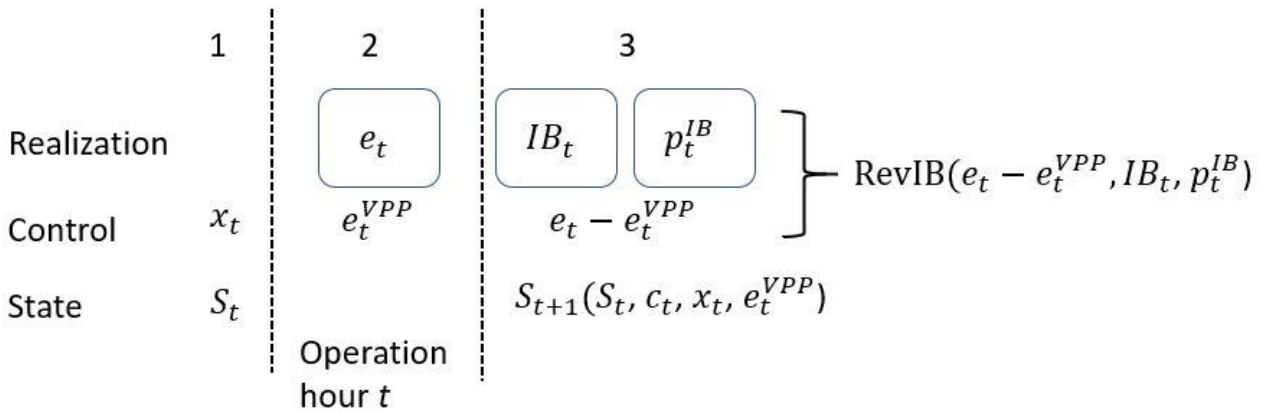 1 2 3
Realization e_t IB_t p_t^{IB} RevIB(e_t − e_t^{VPP}, IB_t, p_t^{IB})
Control x_t e_t^{VPP} e_t − e_t^{VPP}
State S_t S_{t+1}(S_t, c_t, x_t, e_t^{VPP})
Operation
hour t